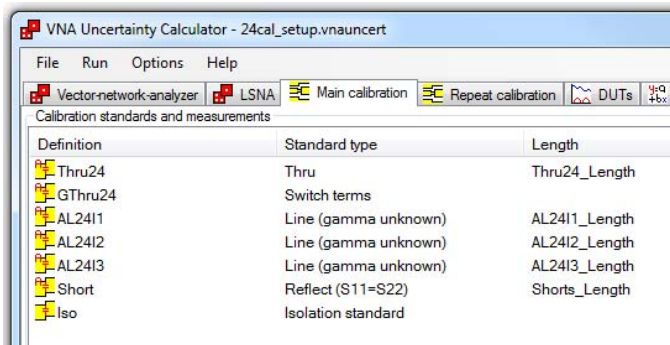 VNA Uncertainty Calculator - 24cal_setup.vnauncert
File Run Options Help
Vector-network-analyzer LSNA Main calibration Repeat calibration DUTs
Calibration standards and measurements
Definition Standard type Length
Thru24 Thru Thru24_Length
GThru24 Switch terms
AL24l1 Line (gamma unknown) AL24l1_Length
AL24l2 Line (gamma unknown) AL24l2_Length
AL24l3 Line (gamma unknown) AL24l3_Length
Short Reflect (S11=S22) Shorts_Length
Iso Isolation standard